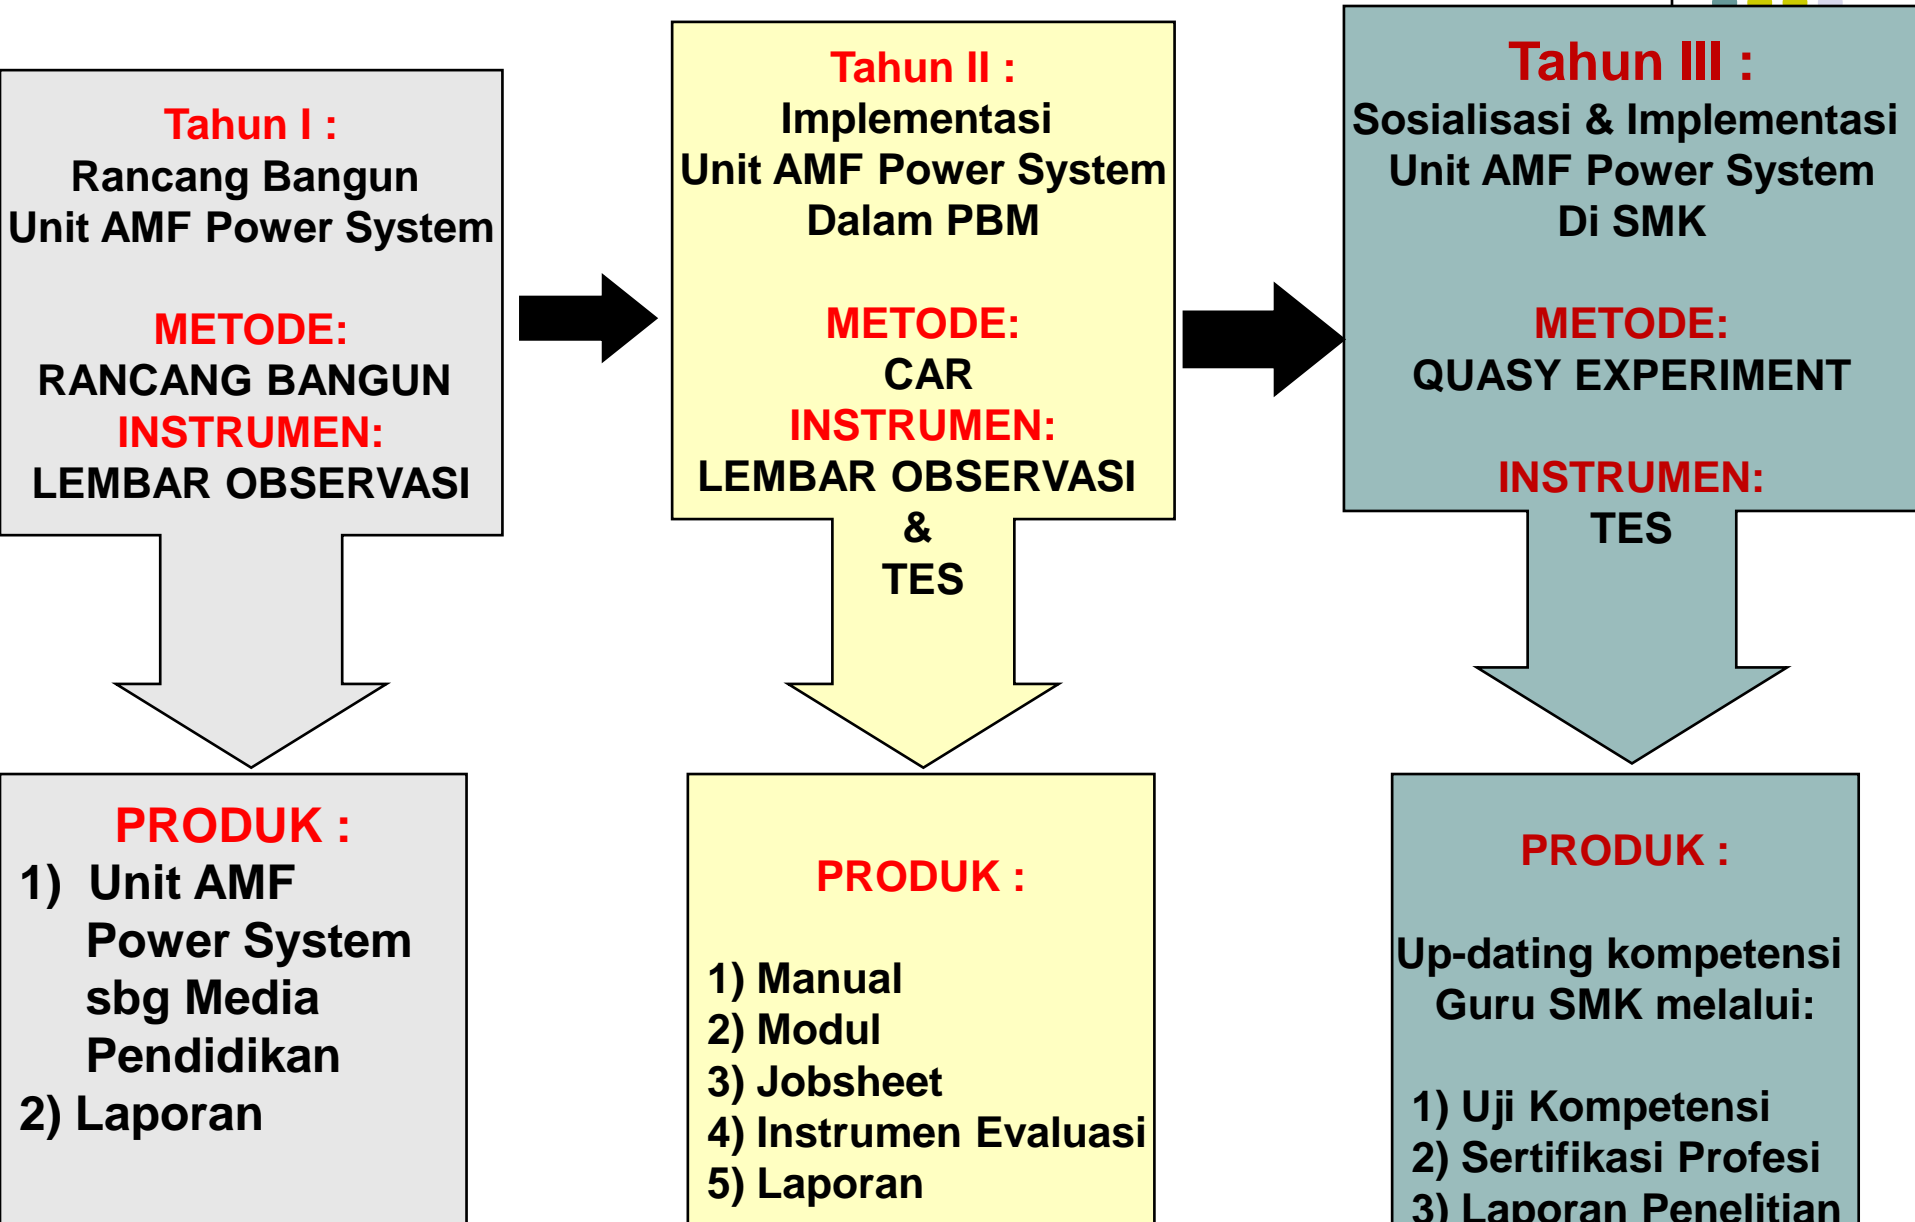 Tahun I :
Rancang Bangun
Unit AMF Power System
METODE:
RANCANG BANGUN
INSTRUMEN:
LEMBAR OBSERVASI
PRODUK :
1) Unit AMF
Power System
sbg Media
Pendidikan
2) Laporan
Tahun II :
Implementasi
Unit AMF Power System
Dalam PBM
METODE:
CAR
INSTRUMEN:
LEMBAR OBSERVASI
&
TES
PRODUK :
1) Manual
2) Modul
3) Jobsheet
4) Instrumen Evaluasi
5) Laporan
Tahun III :
Sosialisasi & Implementasi
Unit AMF Power System
Di SMK
METODE:
QUASY EXPERIMENT
INSTRUMEN:
TES
PRODUK :
Up-dating kompetensi
Guru SMK melalui:
1) Uji Kompetensi
2) Sertifikasi Profesi
3) Laporan Penelitian